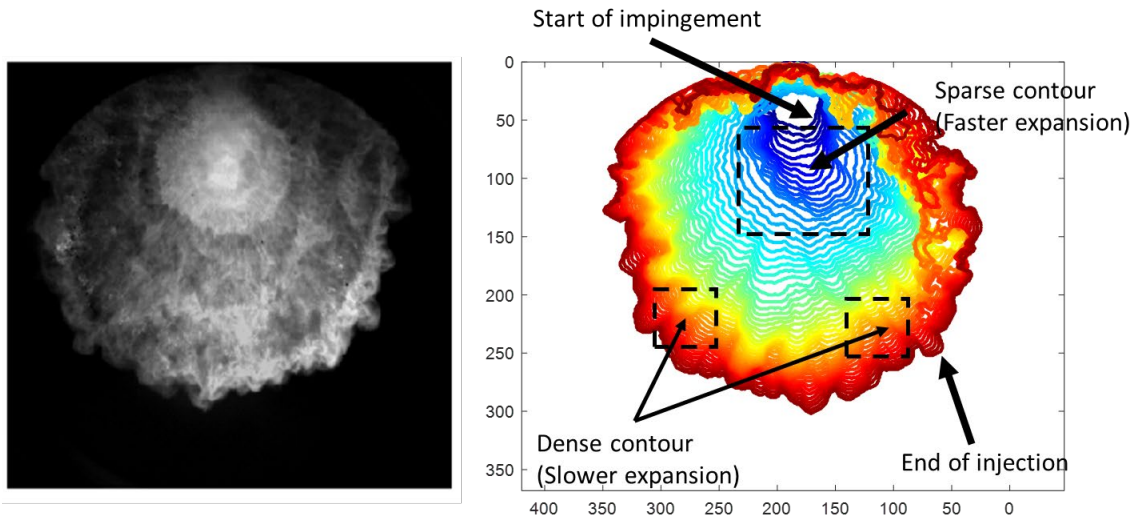 Start of impingement
Sparse contour
(Faster expansion)
Dense contour
(Slower expansion)
End of injection
0
50
100
150
200
250
300
350
400
350
300
250
200
150
100
50
0